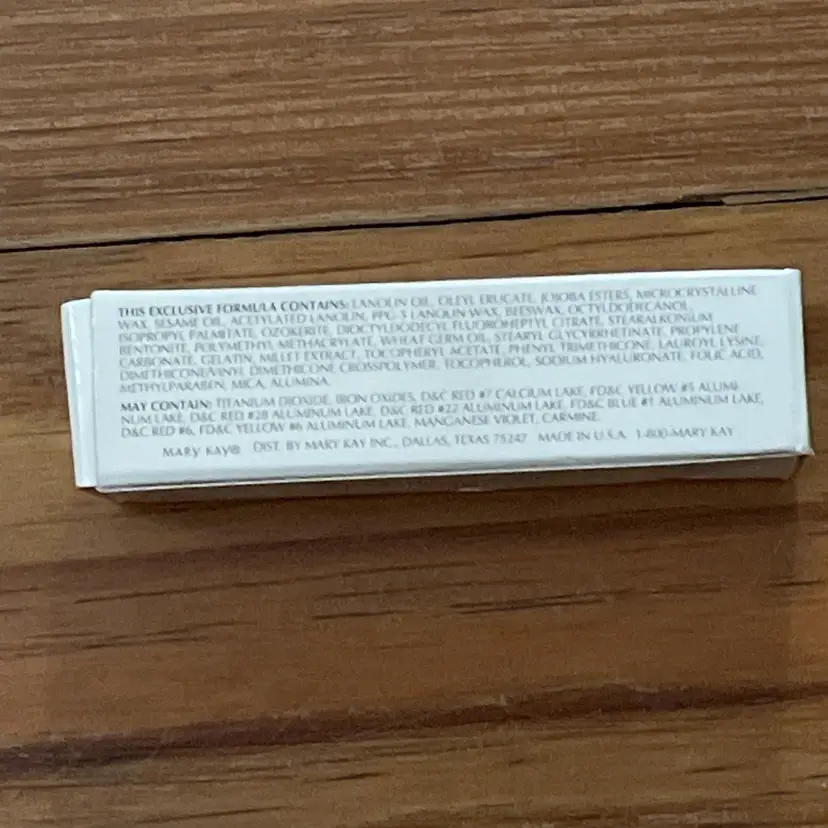 THIS EXCLUSIVE FORMULA CONTAINS: LANOLIN OIL, OLEYL ERUCATE, JOJOBA ESTERS, MICROCRYSTALLINE
WAX, SESAME OIL, ACETYLATED LANOLIN, PPG-5 LANOLIN WAX, BEESWAX, OCTYLDODECANOL,
ISOPROPYL PALMITATE, OZOKERITE, DIOCTYLDODECYL FLUOROHEPTYL CITRATE, STEARALKONIUM
BENTONITE, POLYMETHYL METHACRYLATE, WHEAT GERM OIL, STEARYL GLYCYRRHETINATE, PROPYLENE
CARBONATE, GELATIN, MILLET EXTRACT, TOCOPHERYL ACETATE, PHENYL TRIMETHICONE, LAUROYL LYSINE,
DIMETHICONE/VINYL DIMETHICONE CROSSPOLYMER, TOCOPHEROL, SODIUM HYALURONATE, FOLIC ACID,
METHYLPARABEN, MICA, ALUMINA.
MAY CONTAIN: TITANIUM DIOXIDE, IRON OXIDES, D&C RED #7 CALCIUM LAKE, FD&C YELLOW #5 ALUMI-
NUM LAKE, D&C RED #28 ALUMINUM LAKE, D&C RED #22 ALUMINUM LAKE, FD&C BLUE #1 ALUMINUM LAKE,
D&C RED #6, FD&C YELLOW #6 ALUMINUM LAKE, MANGANESE VIOLET, CARMINE.
MARY KAY® DIST. BY MARY KAY INC., DALLAS, TEXAS 75247 MADE IN U.S.A. 1-800-MARY KAY